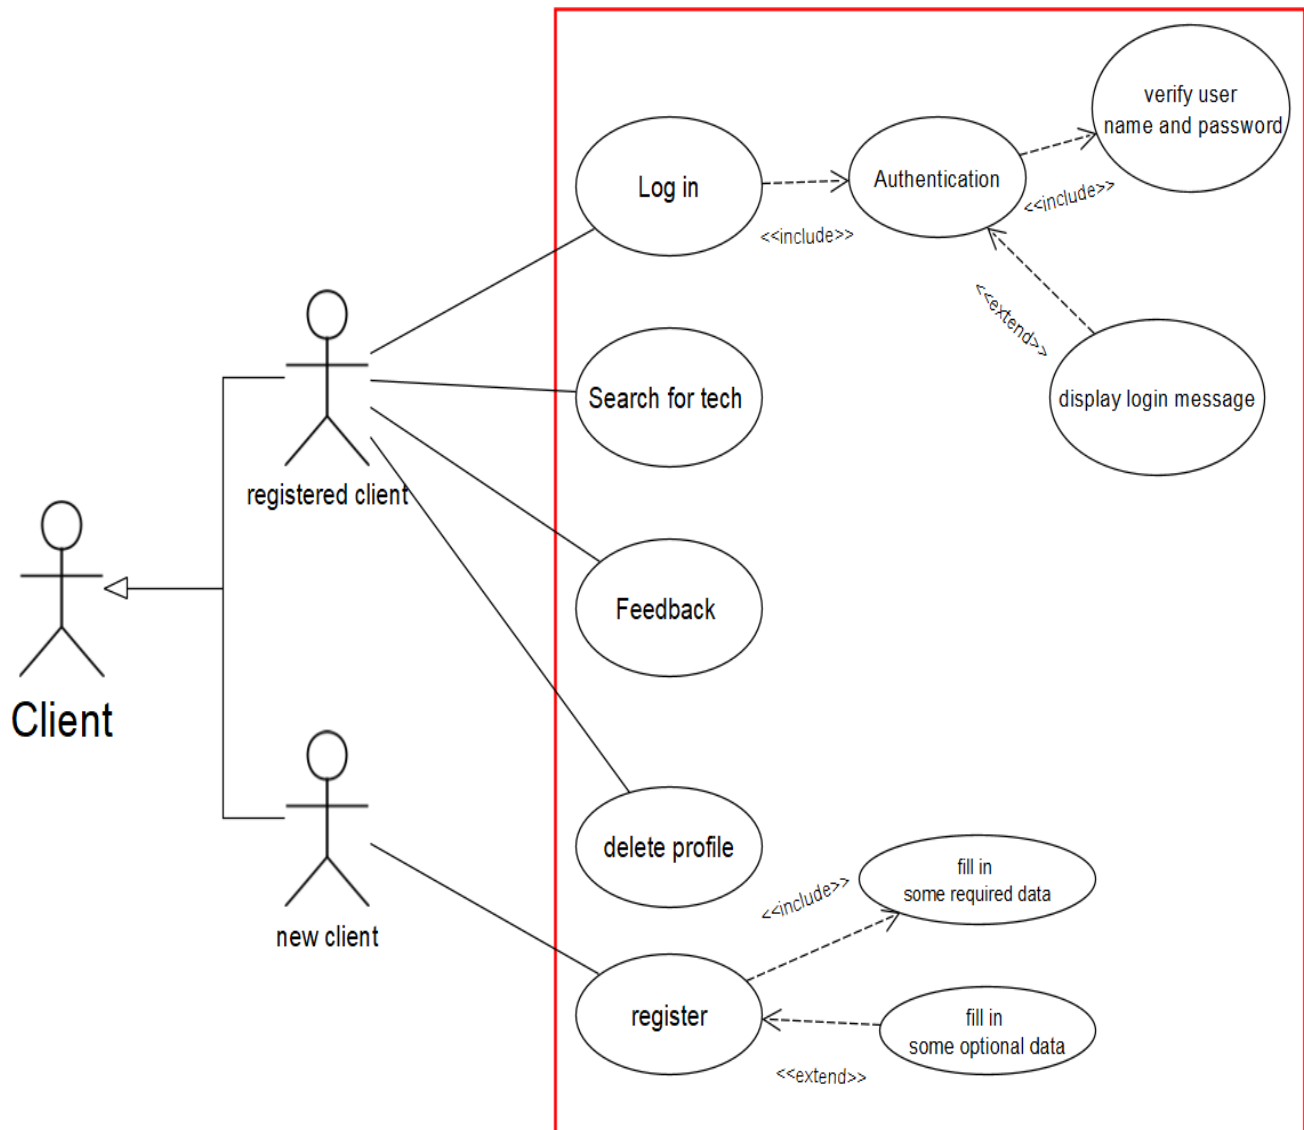 verify user
name and password
Log in
Authentication
<<include>>
<<include>>
<<extend>>
Search for tech
display login message
registered client
Feedback
Client
delete profile
new client
fill in
some required data
<<include>>
register
fill in
some optional data
<<extend>>